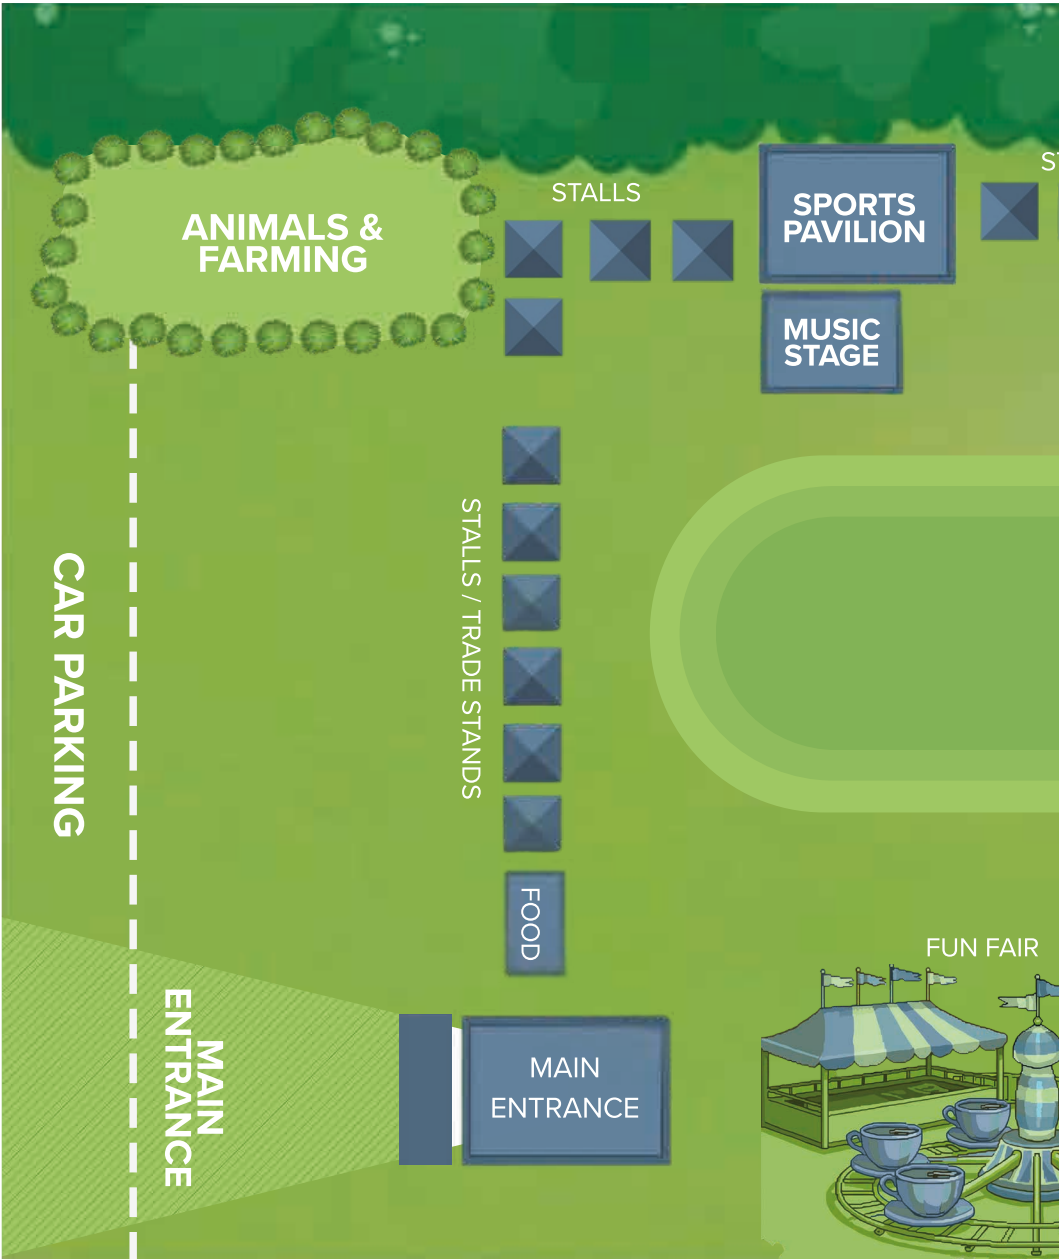 STALLS
ANIMALS &
FARMING
SPORTS
PAVILION
MUSIC
STAGE
STALLS / TRADE STANDS
CAR PARKING
FOOD
FUN FAIR
MAIN
ENTRANCE
MAIN
ENTRANCE